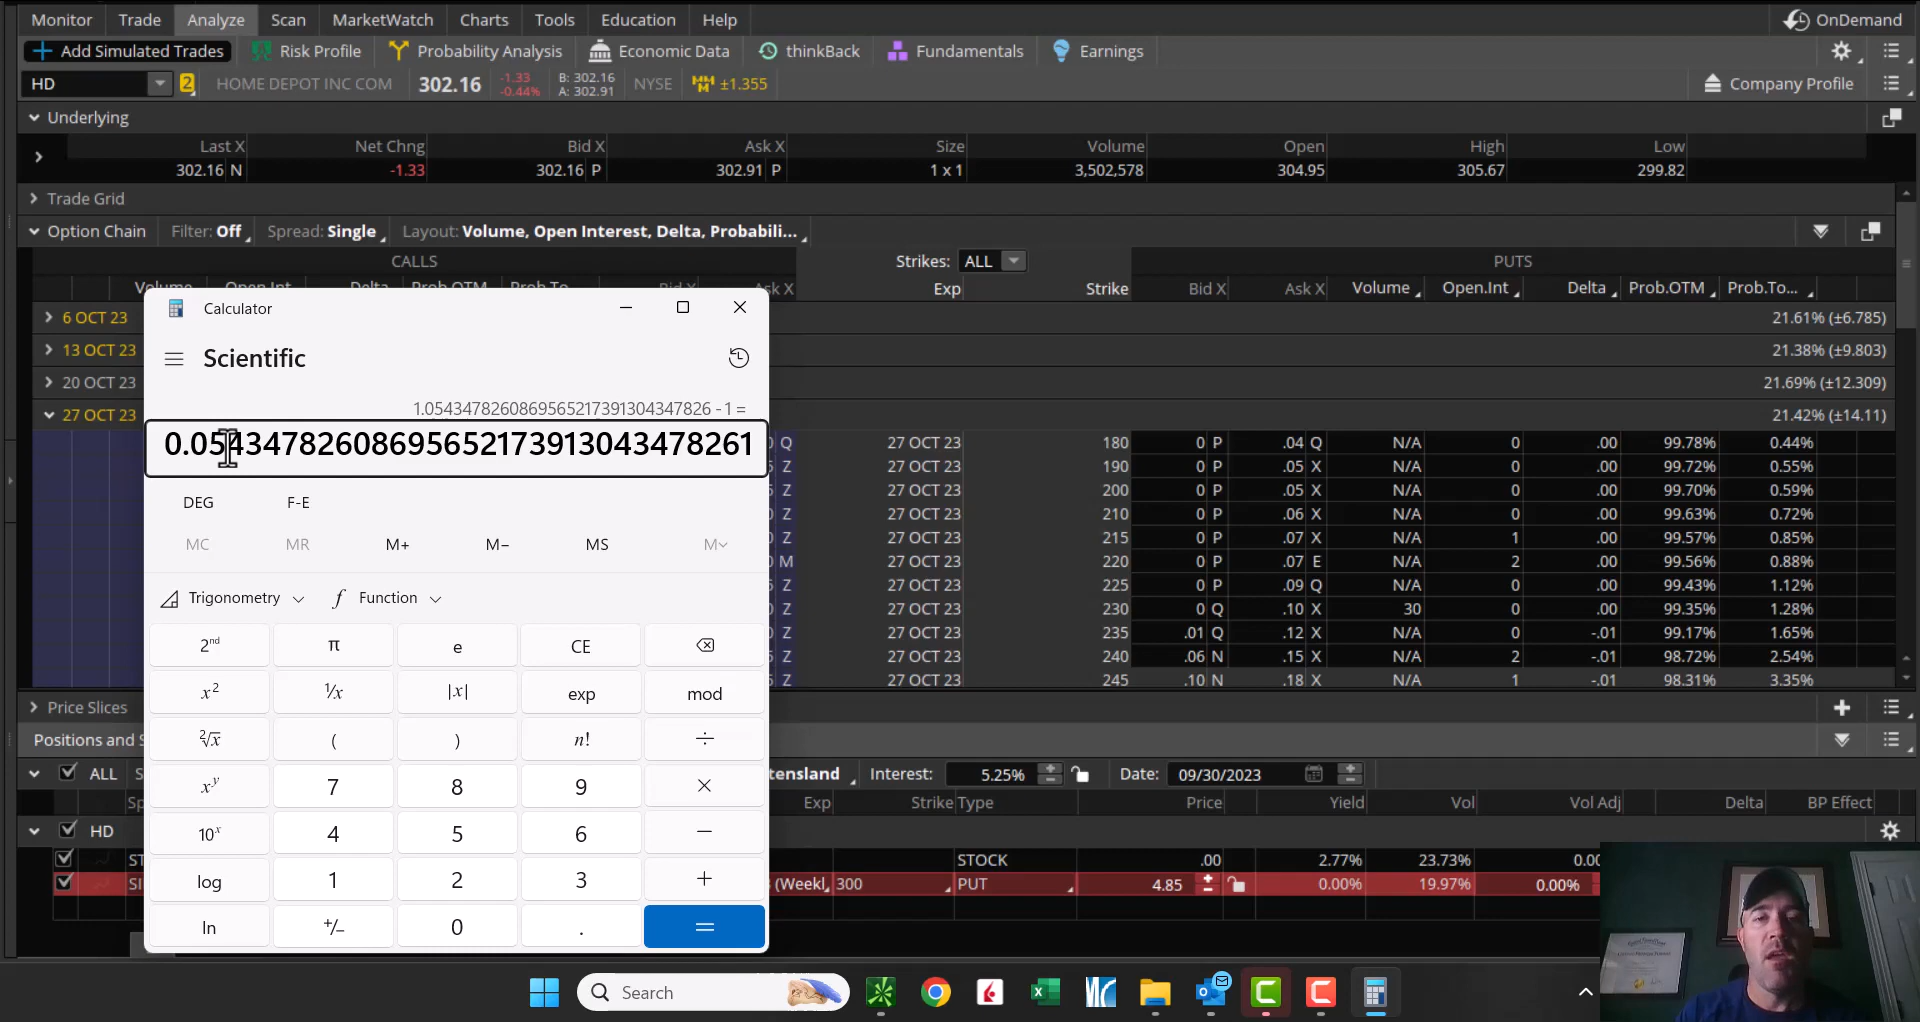 Monitor Trade Analyze Scan MarketWatch Charts Tools Education Help OnDemand
Add Simulated Trades Risk Profile Probability Analysis Economic Data thinkBack Fundamentals Earnings
HD 2 HOME DEPOT INC COM 302.16 -1.33 -0.44% B: 302.16 A: 302.91 NYSE ±1.355 Company Profile
Underlying
Last X Net Chng Bid X Ask X Size Volume Open High Low
302.16 N -1.33 302.16 P 302.91 P 1 x 1 3,502,578 304.95 305.67 299.82
Trade Grid
Option Chain Filter: Off Spread: Single Layout: Volume, Open Interest, Delta, Probabili...
CALLS Strikes: ALL PUTS
Exp Strike Bid X Ask X Volume Open.Int Delta Prob.OTM Prob.To...
6 OCT 23 21.61% (±6.785)
13 OCT 23 21.38% (±9.803)
20 OCT 23 21.69% (±12.309)
27 OCT 23 21.42% (±14.11)
Q 27 OCT 23 180 0 P .04 Q N/A 0 .00 99.78% 0.44%
Z 27 OCT 23 190 0 P .05 X N/A 0 .00 99.72% 0.55%
Z 27 OCT 23 200 0 P .05 X N/A 0 .00 99.70% 0.59%
Z 27 OCT 23 210 0 P .06 X N/A 0 .00 99.63% 0.72%
Z 27 OCT 23 215 0 P .07 X N/A 1 .00 99.57% 0.85%
M 27 OCT 23 220 0 P .07 E N/A 2 .00 99.56% 0.88%
Z 27 OCT 23 225 0 P .09 Q N/A 0 .00 99.43% 1.12%
Z 27 OCT 23 230 0 Q .10 X 30 0 .00 99.35% 1.28%
Z 27 OCT 23 235 .01 Q .12 X N/A 0 -.01 99.17% 1.65%
Z 27 OCT 23 240 .06 N .15 X N/A 2 -.01 98.72% 2.54%
Z 27 OCT 23 245 .10 N .18 X N/A 1 -.01 98.31% 3.35%
Calculator
Scientific
1.0543478260869565217391304347826 - 1 =
0.05434782608695652173913043478261
DEG F-E
MC MR M+ M- MS M
Trigonometry f Function
2nd π e CE
x2 1/x |x| exp mod
2√x ( ) n! ÷
xy 7 8 9 ×
10x 4 5 6 −
log 1 2 3 +
ln +/− 0 . =
Price Slices
Positions and S
ALL S tensland Interest: 5.25% Date: 09/30/2023
Sp Exp Strike Type Price Yield Vol Vol Adj Delta BP Effect
HD
ST STOCK .00 2.77% 23.73% 0.00
SI (Weekl 300 PUT 4.85 0.00% 19.97% 0.00%
Search